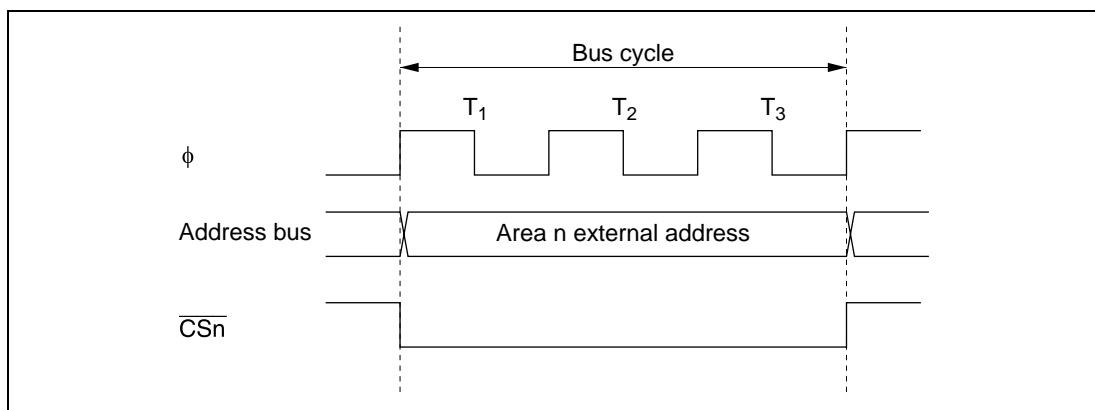 Bus cycle
T1 T2 T3
ϕ
Address bus Area n external address
CSn